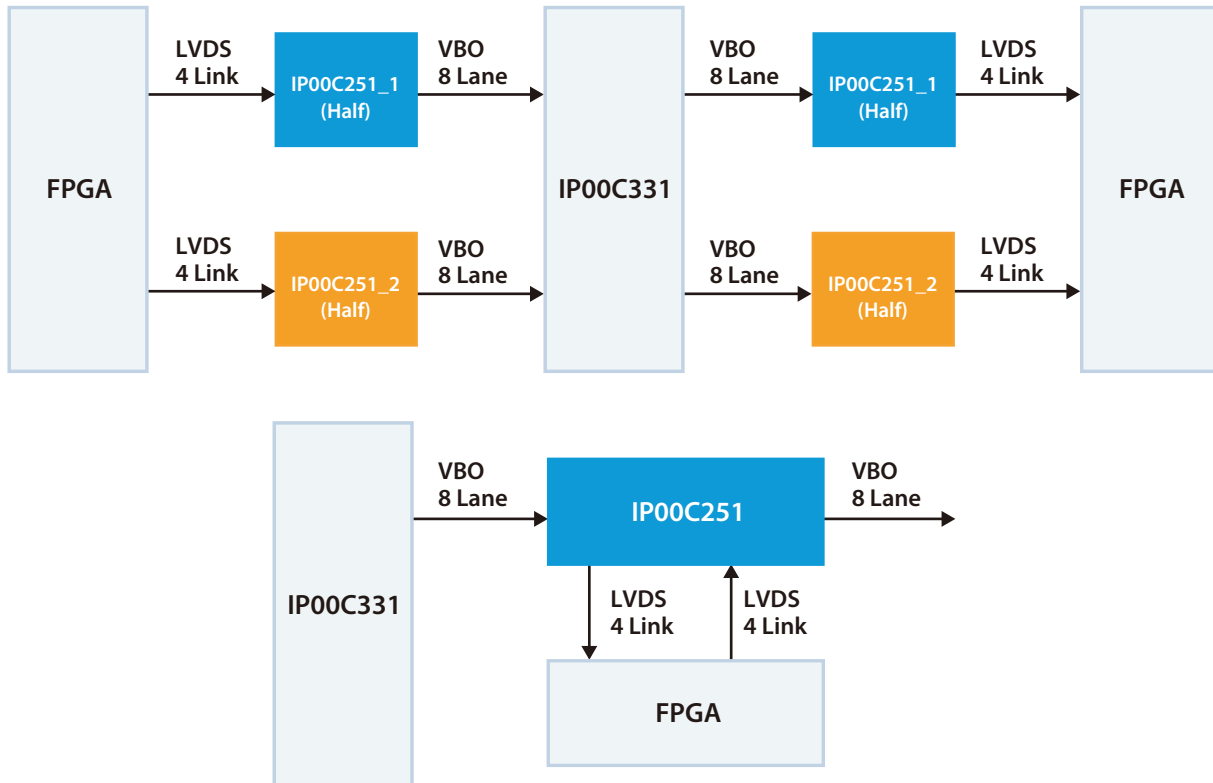 LVDS
4 Link
IP00C251_1
(Half)
VBO
8 Lane
VBO
8 Lane
IP00C251_1
(Half)
LVDS
4 Link
FPGA
IP00C331
FPGA
LVDS
4 Link
IP00C251_2
(Half)
VBO
8 Lane
VBO
8 Lane
IP00C251_2
(Half)
LVDS
4 Link
VBO
8 Lane
IP00C251
VBO
8 Lane
IP00C331
LVDS
4 Link
LVDS
4 Link
FPGA